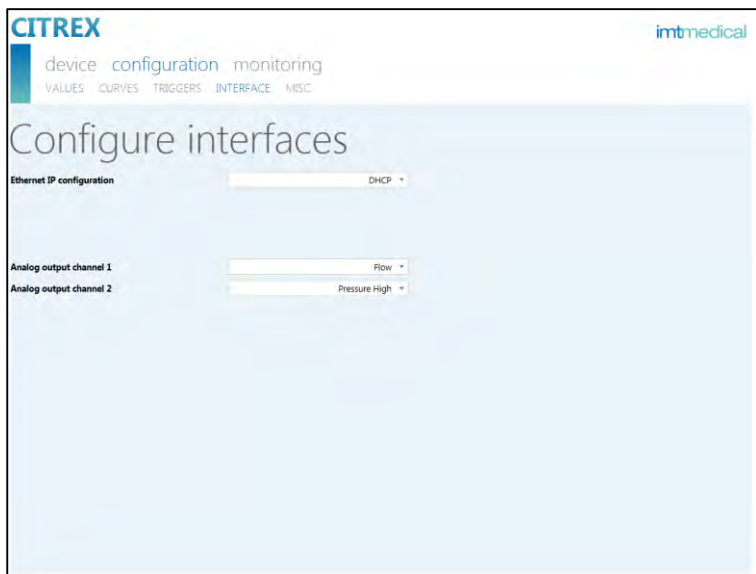 CITREX
imtmedical
device configuration monitoring
VALUES CURVES TRIGGERS INTERFACE MISC
Configure interfaces
Ethernet IP configuration DHCP
Analog output channel 1 Flow
Analog output channel 2 Pressure High